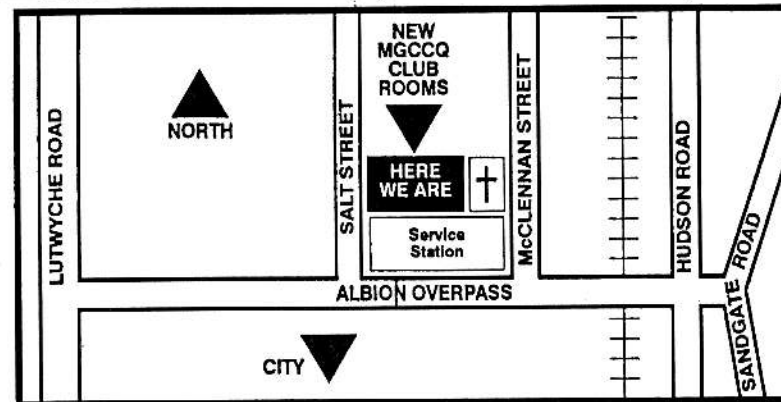 NEW
MGCCQ
CLUB
ROOMS
NORTH
LUTWYCHE ROAD
SALT STREET
HERE
WE ARE
McCLENNAN STREET
HUDSON ROAD
Service
Station
ALBION OVERPASS
SANDGATE ROAD
CITY